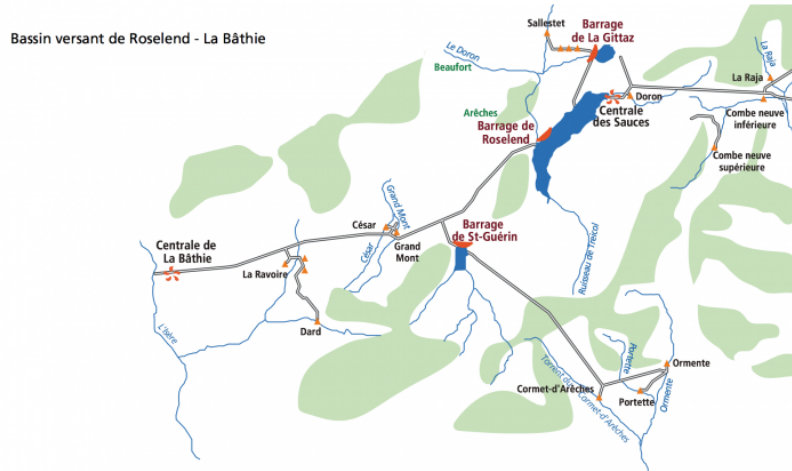 Bassin versant de Roselend - La Bâthie
Sallestet
Barrage
de La Gittaz
Le Doron
Beaufort
La Raja
La Raja
Doron
Centrale
des Sauces
Combe neuve
inférieure
Arêches
Barrage de
Roselend
Combe neuve
supérieure
Grand Mont
César
César
Grand
Mont
Barrage
de St-Guérin
Centrale de
La Bâthie
La Ravoire
Ruisseau de Treicol
L'Isère
Dard
Portette
Ormente
Torrent du Cormet-d'Arêches
Cormet-d'Arêches
Portette
Ormente